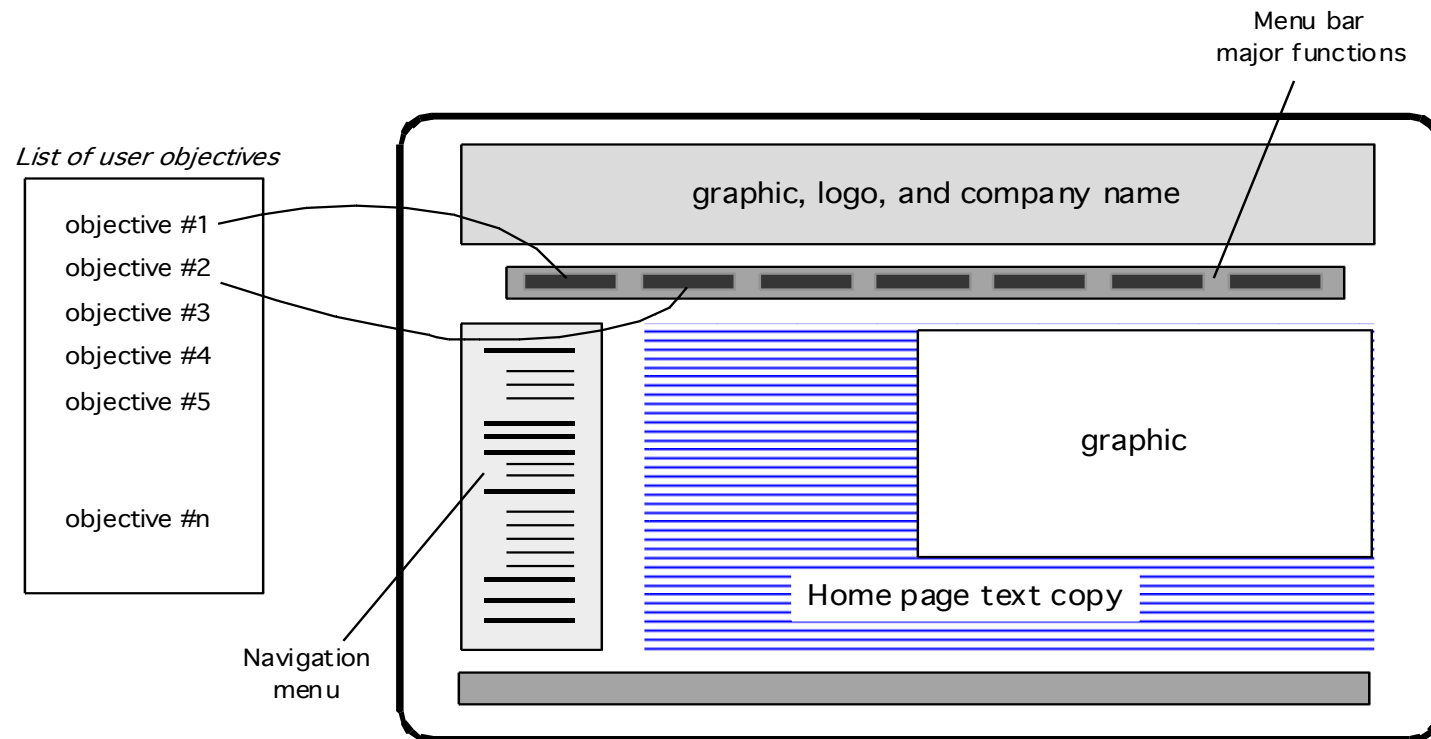 Menu bar
major functions
List of user objectives
graphic, logo, and company name
objective #1
objective #2
objective #3
objective #4
objective #5
graphic
objective #n
Home page text copy
Navigation
menu